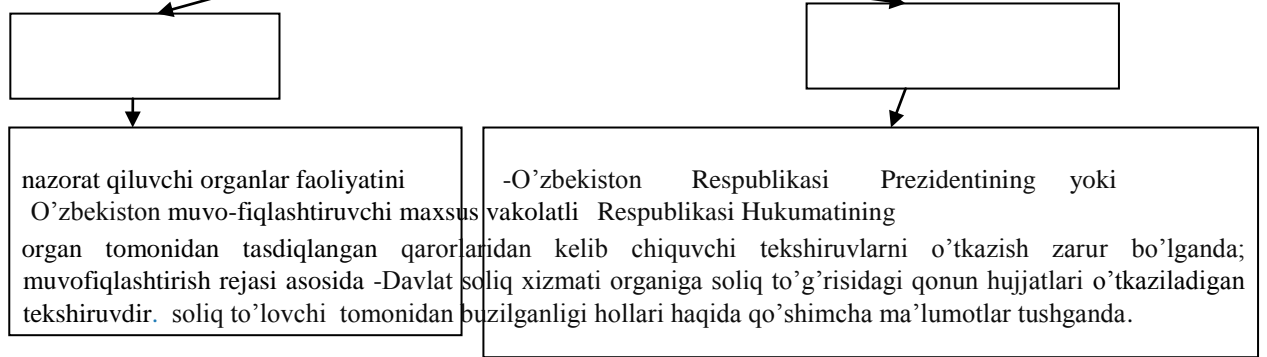 nazorat qiluvchi organlar faoliyatini -O’zbekiston Respublikasi Prezidentining yoki
O’zbekiston muvo-fiqlashtiruvchi maxsus vakolatli Respublikasi Hukumatining
organ tomonidan tasdiqlangan qarorlaridan kelib chiquvchi tekshiruvlarni o’tkazish zarur bo’lganda;
muvofiqlashtirish rejasi asosida -Davlat soliq xizmati organiga soliq to’g’risidagi qonun hujjatlari o’tkaziladigan
tekshiruvdir. soliq to’lovchi tomonidan buzilganligi hollari haqida qo’shimcha ma’lumotlar tushganda.